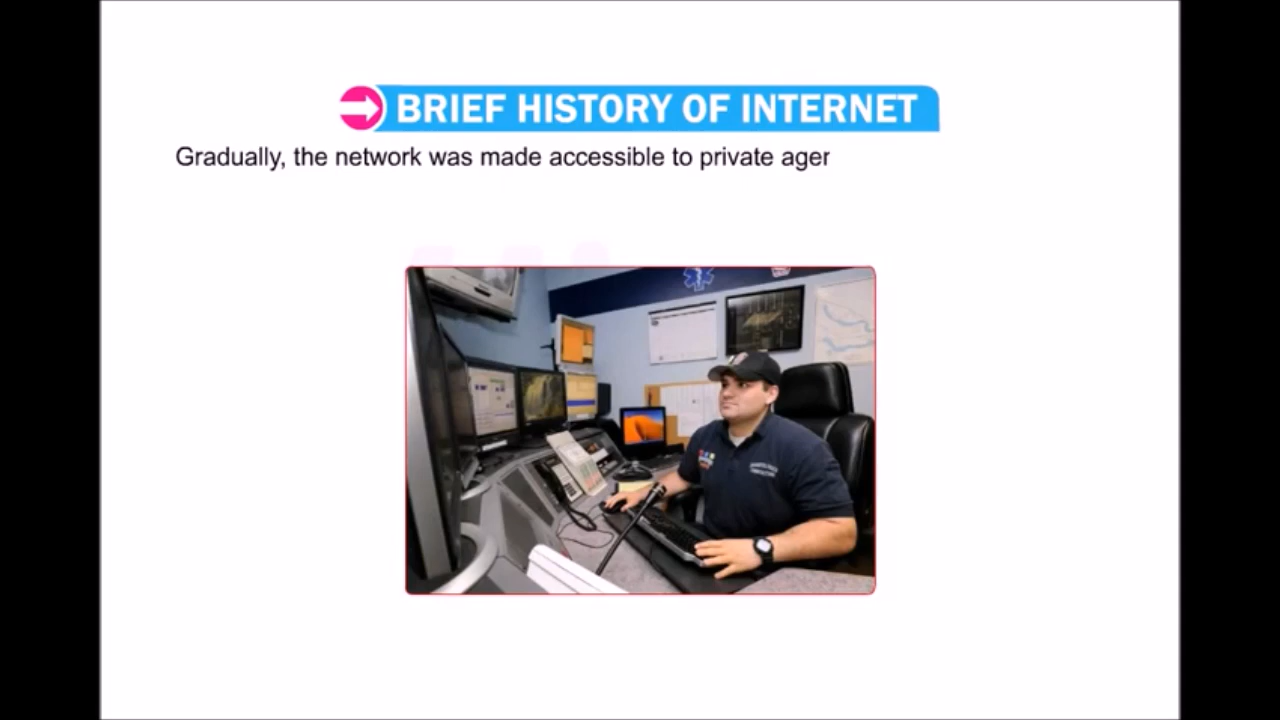 BRIEF HISTORY OF INTERNET
Gradually, the network was made accessible to private ager